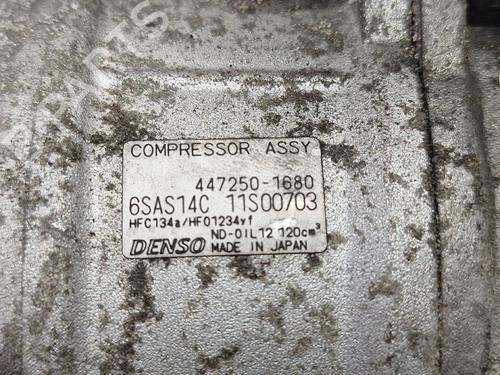 COMPRESSOR ASSY
447250-1680
6SAS14C 11S00703
HFC134a/HFO1234yf
ND-OIL12 120cm³
DENSO MADE IN JAPAN